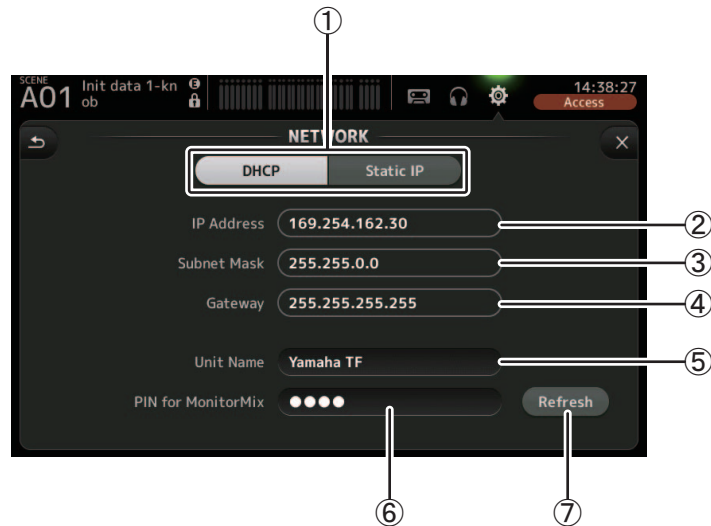 ①
SCENE
A01 Init data 1-kn
ob
E
14:38:27
Access
NETWORK
DHCP Static IP
IP Address 169.254.162.30 ②
Subnet Mask 255.255.0.0 ③
Gateway 255.255.255.255 ④
Unit Name Yamaha TF ⑤
PIN for MonitorMix ●●●● Refresh
⑥ ⑦